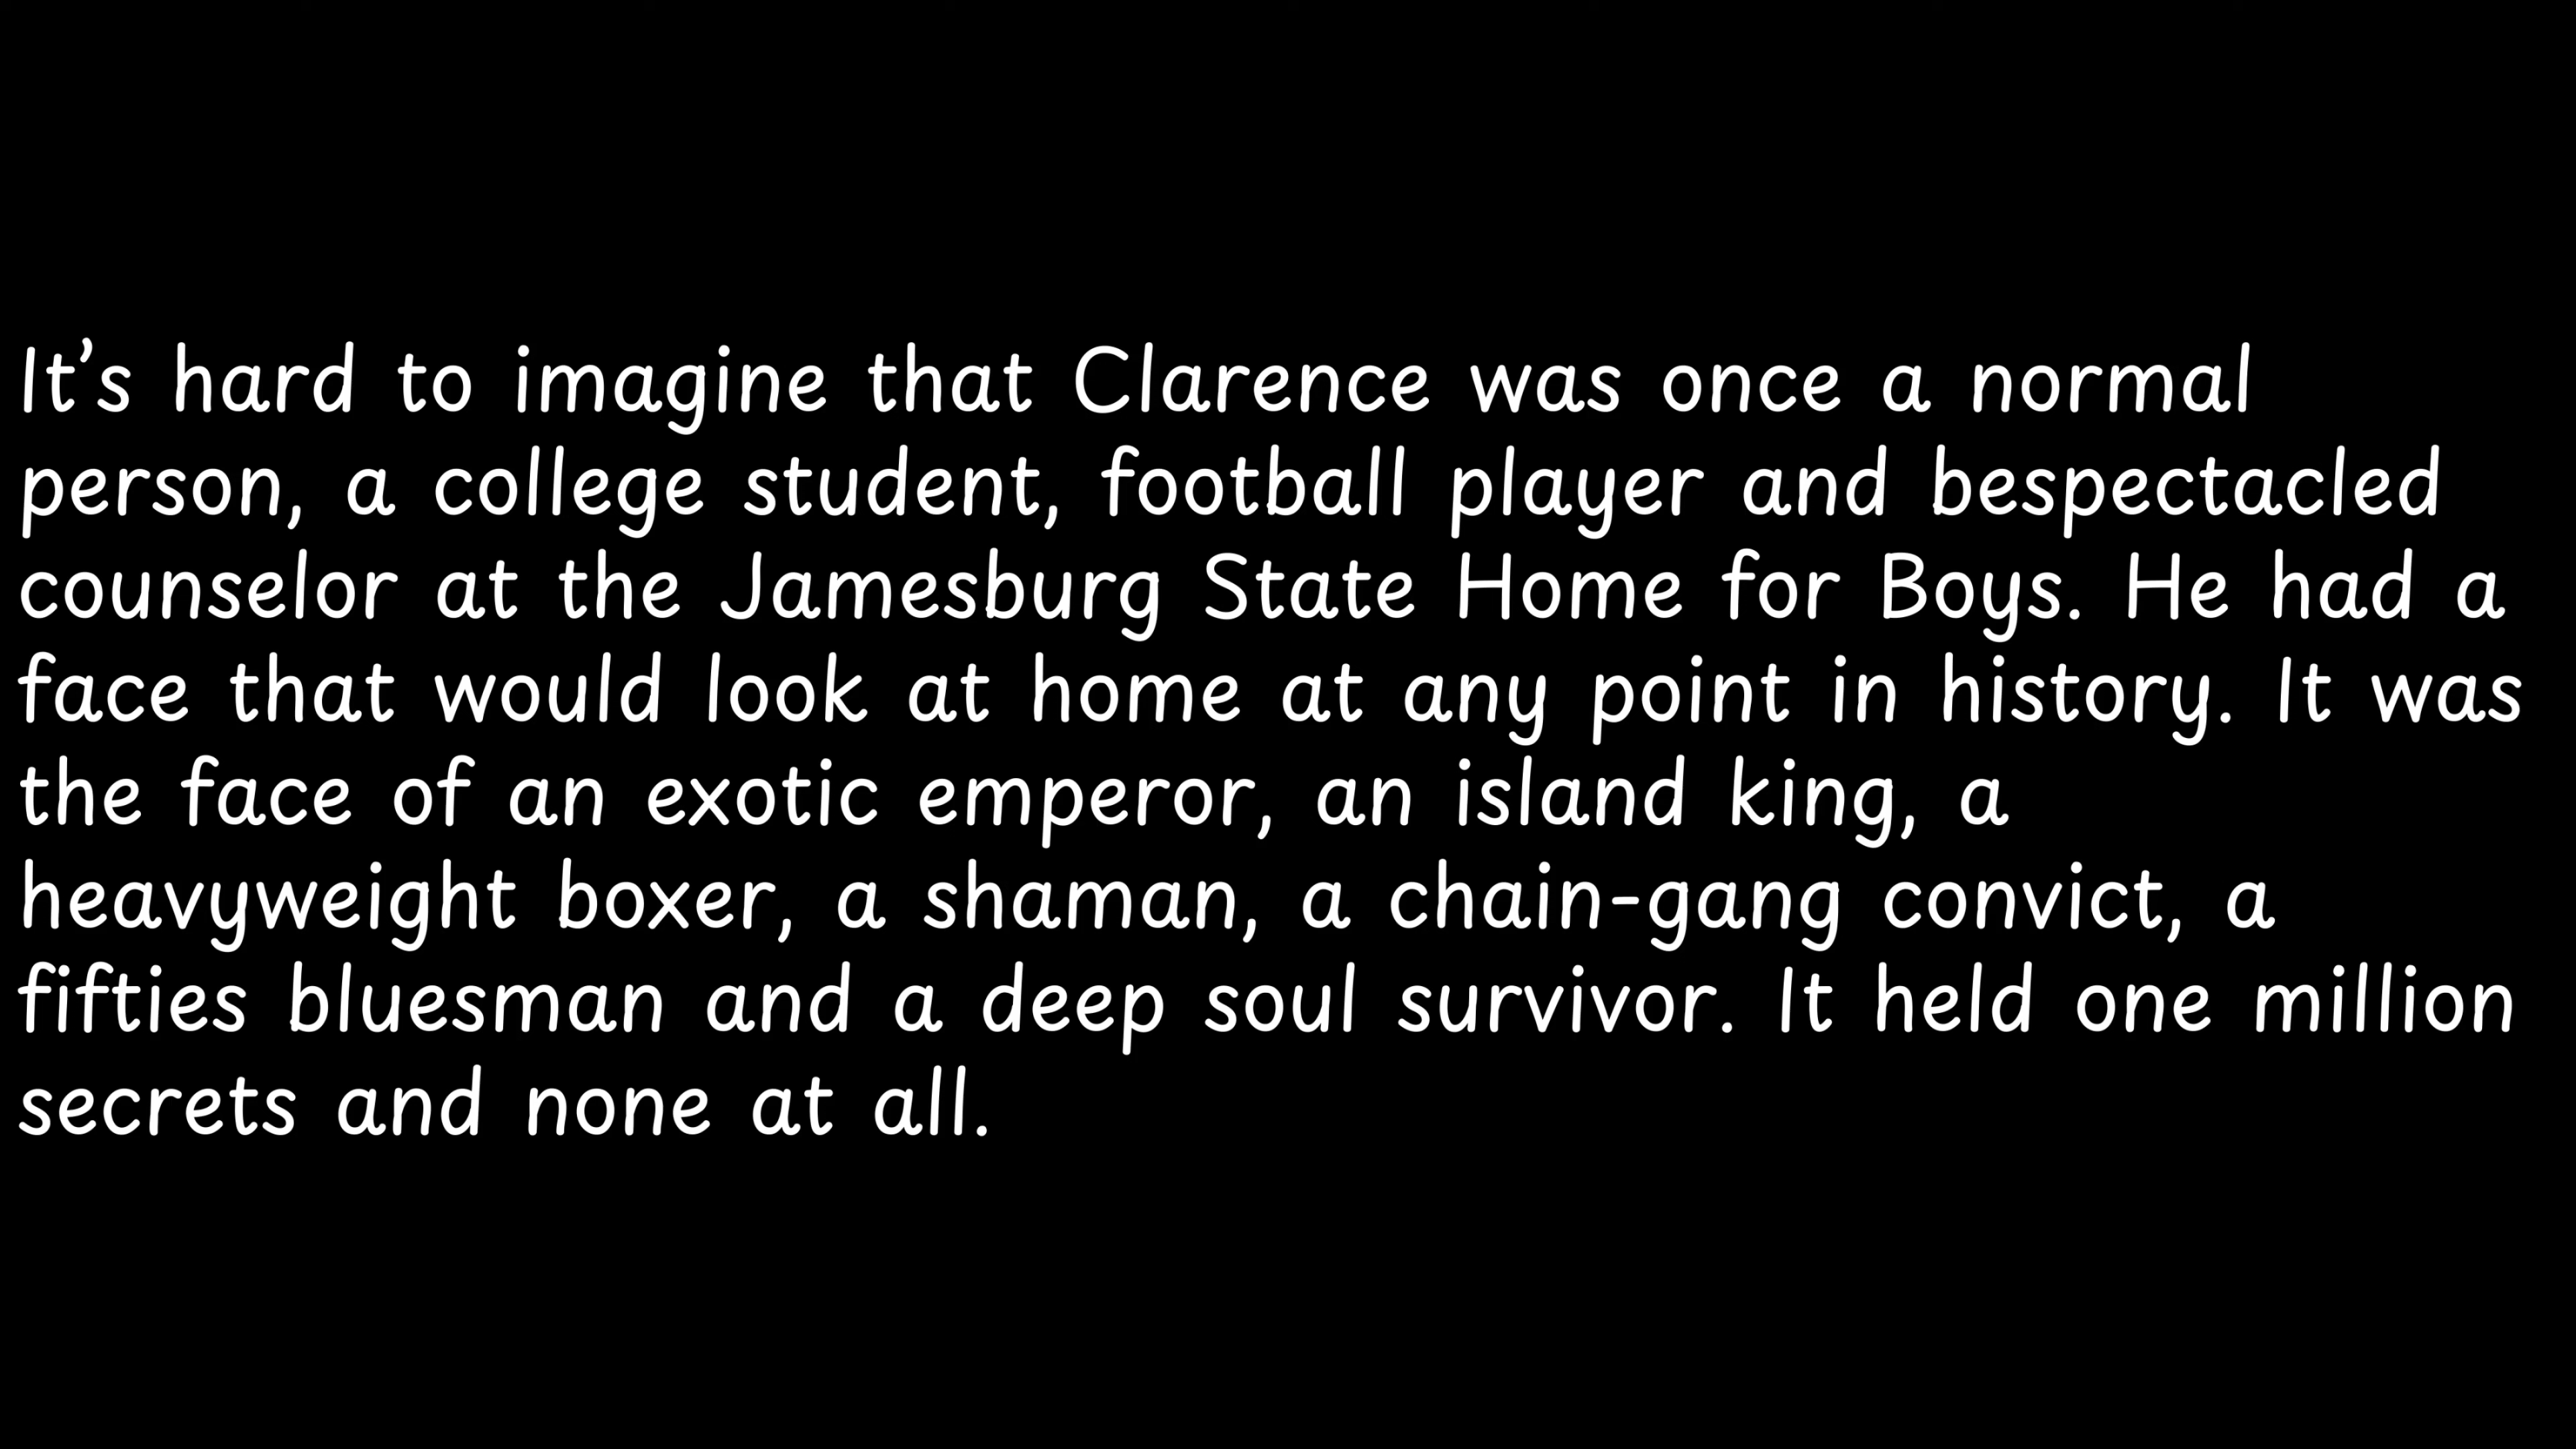 It’s hard to imagine that Clarence was once a normal
person, a college student, football player and bespectacled
counselor at the Jamesburg State Home for Boys. He had a
face that would look at home at any point in history. It was
the face of an exotic emperor, an island king, a
heavyweight boxer, a shaman, a chain-gang convict, a
fifties bluesman and a deep soul survivor. It held one million
secrets and none at all.